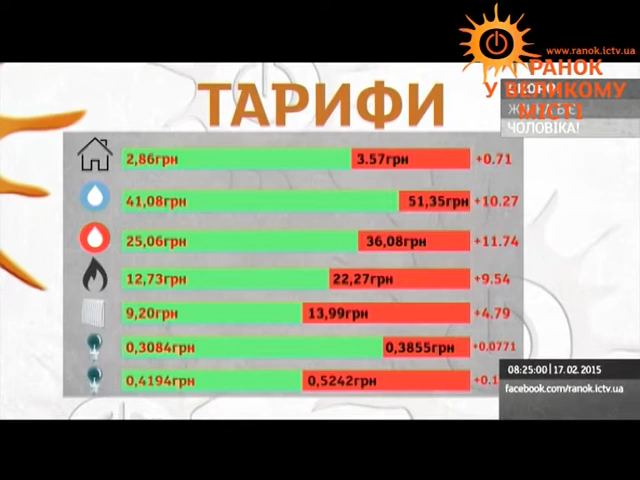 www.ranok.ictv.ua
РАНОК
У ВЕЛИКОМУ
МІСТІ
ЧОЛОВІКА!
ТАРИФИ
2,86грн 3.57грн +0.71
41,08грн 51,35грн +10.27
25,06грн 36,08грн +11.74
12,73грн 22,27грн +9.54
9,20грн 13,99грн +4.79
0,3084грн 0,3855грн +0.0771
0,4194грн 0,5242грн
08:25:00 | 17.02.2015
facebook.com/ranok.ictv.ua